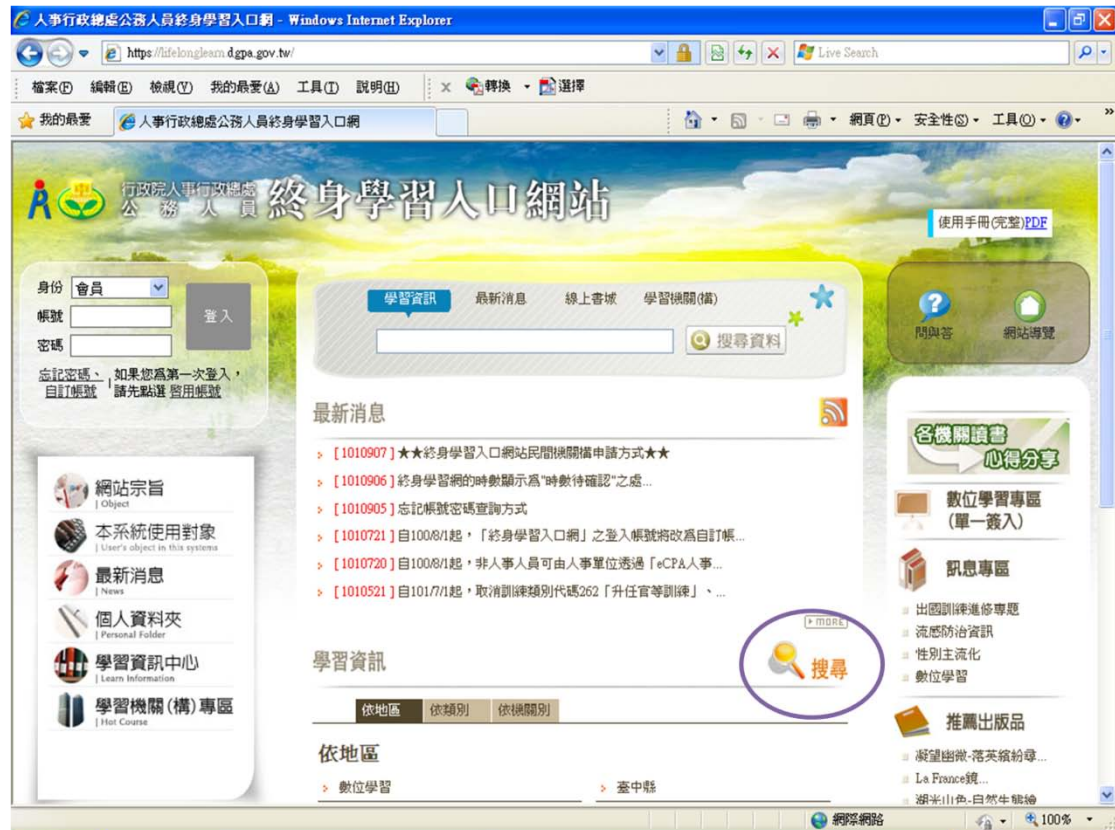 人事行政總處公務人員終身學習入口網 - Windows Internet Explorer
https://lifelonglearn.dgpa.gov.tw/
Live Search
檔案(F) 編輯(E) 檢視(V) 我的最愛(A) 工具(T) 說明(H) x 轉換 選擇
我的最愛 人事行政總處公務人員終身學習入口網 網頁(P) 安全性(S) 工具(O) »
行政院人事行政總處
公務人員
終身學習入口網站
使用手冊(完整)PDF
身份 會員
帳號
密碼
登入
忘記密碼、自訂帳號 | 如果您為第一次登入，請先點選 啓用帳號
學習資訊 最新消息 線上書城 學習機關(構)
搜尋資料
問與答 網站導覽
網站宗旨
| Object
本系統使用對象
| User's object in this systems
最新消息
| News
個人資料夾
| Personal Folder
學習資訊中心
| Learn Information
學習機關(構)專區
| Hot Course
最新消息
[1010907]★★終身學習入口網站民間機關構申請方式★★
[1010906]終身學習網的時數顯示為"時數待確認"之處...
[1010905]忘記帳號密碼查詢方式
[1010721]自100/8/1起，「終身學習入口網」之登入帳號將改為自訂帳...
[1010720]自100/8/1起，非人事人員可由人事單位透過「eCPA人事...
[1010521]自101/7/1起，取消訓練類別代碼262「升任官等訓練」、...
MORE
學習資訊
搜尋
依地區 依類別 依機關別
依地區
數位學習 臺中縣
各機關讀書
心得分享
數位學習專區
(單一簽入)
訊息專區
出國訓練進修專題
流感防治資訊
性別主流化
數位學習
推薦出版品
凝望幽微-落英繽紛尋...
La France鏡...
湖光山色-自然生態繪
網際網路 100%